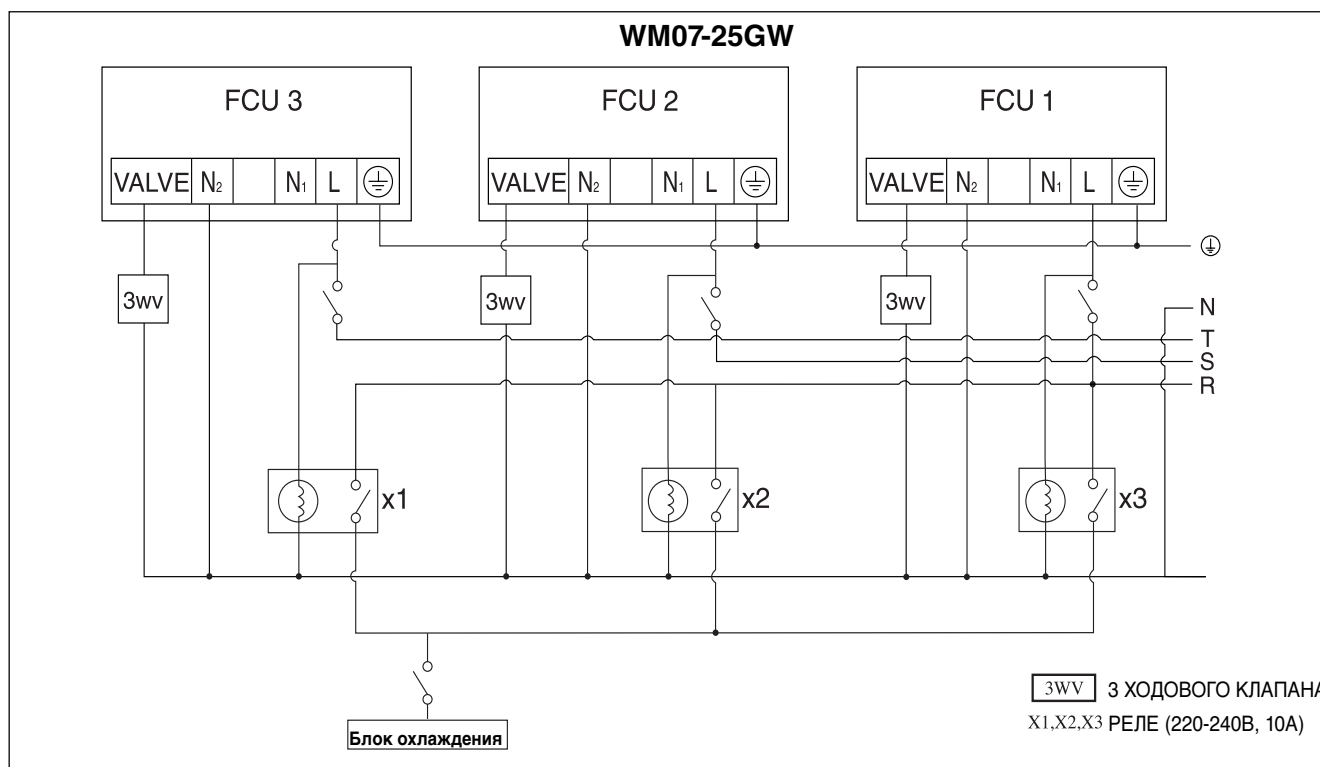 WM07-25GW
FCU 3 FCU 2 FCU 1
VALVE N₂ N₁ L VALVE N₂ N₁ L VALVE N₂ N₁ L
3wv 3wv 3wv
N
T
S
R
x1 x2 x3
3WV 3 ХОДОВОГО КЛАПАНА
X1,X2,X3 РЕЛЕ (220-240В, 10А)
Блок охлаждения